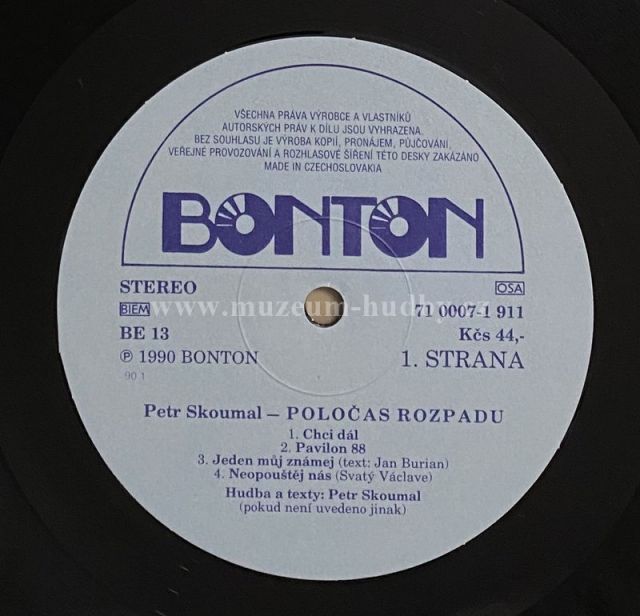 VŠECHNA PRÁVA VÝROBCE A VLASTNÍKŮ
AUTORSKÝCH PRÁV K DÍLU JSOU VYHRAZENA.
BEZ SOUHLASU JE VÝROBA KOPIÍ, PRONÁJEM, PŮJČOVÁNÍ,
VEŘEJNÉ PROVOZOVÁNÍ A ROZHLASOVÉ ŠÍŘENÍ TÉTO DESKY ZAKÁZÁNO
MADE IN CZECHOSLOVAKIA
BONTON
STEREO OSA
BIEM 71 0007-1 911
www.muzeum-hudby.cz
BE 13 Kčs 44,-
℗ 1990 BONTON 1. STRANA
90 1
Petr Skoumal – POLOČAS ROZPADU
1. Chci dál
2. Pavilon 88
3. Jeden můj známej (text: Jan Burian)
4. Neopouštěj nás (Svatý Václave)
Hudba a texty: Petr Skoumal
(pokud není uvedeno jinak)